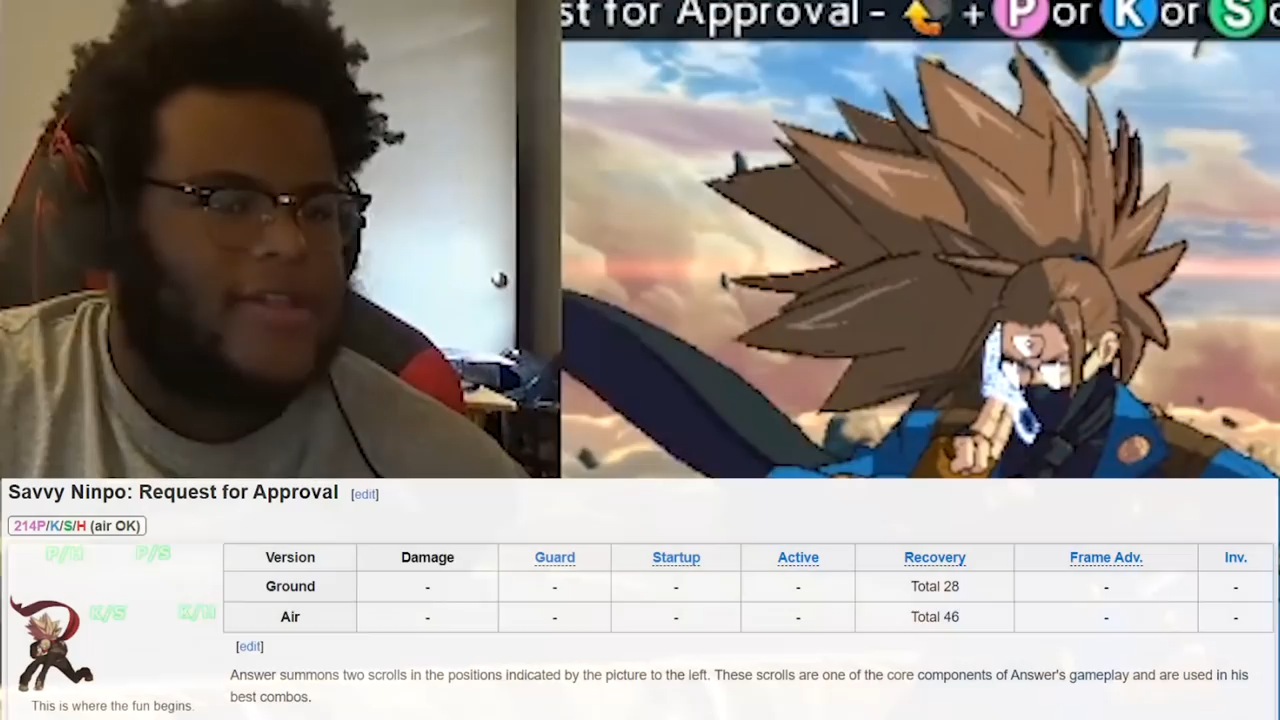 st for Approval - + P or K or S
Savvy Ninpo: Request for Approval [edit]
214P/K/S/H (air OK)
P/H P/S
K/S K/H
This is where the fun begins.
Version Damage Guard Startup Active Recovery Frame Adv. Inv.
Ground - - - - Total 28 - -
Air - - - - Total 46 - -
[edit]
Answer summons two scrolls in the positions indicated by the picture to the left. These scrolls are one of the core components of Answer's gameplay and are used in his
best combos.